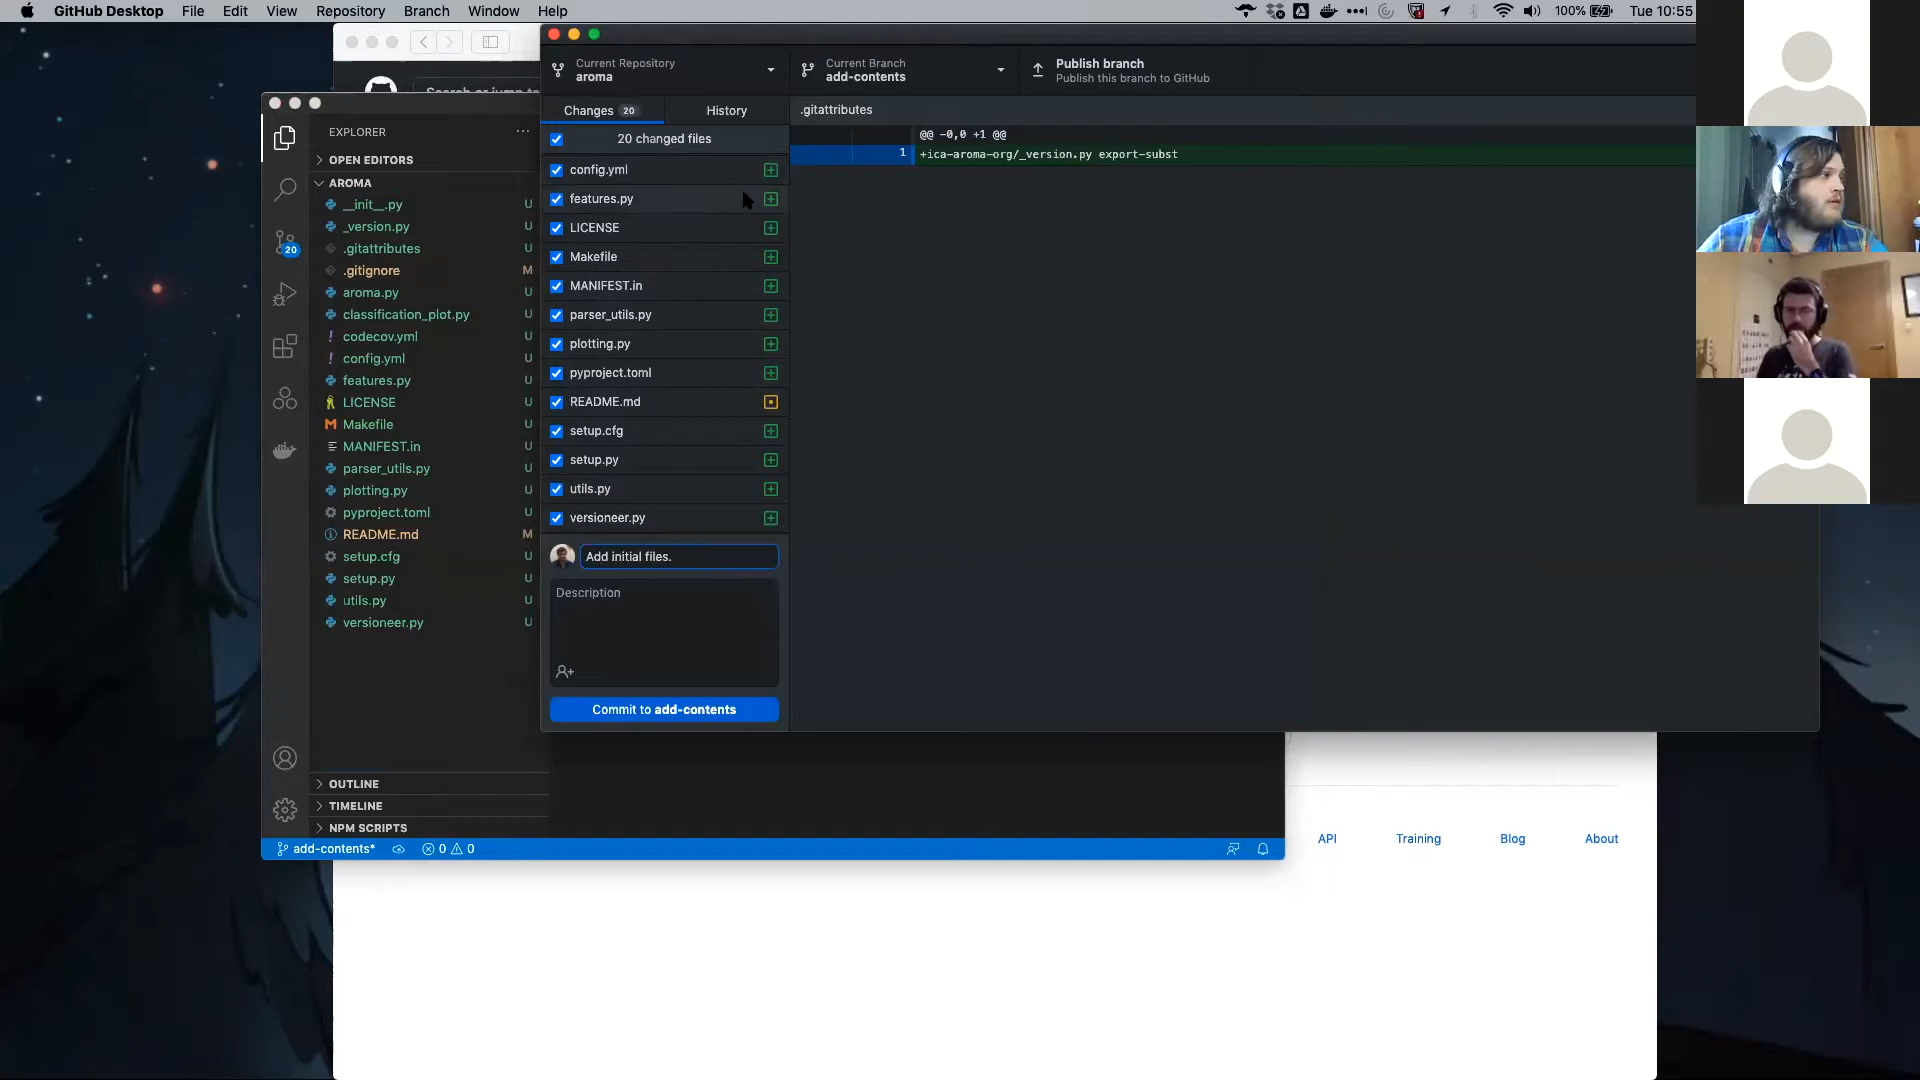 GitHub Desktop File Edit View Repository Branch Window Help
100% Tue 10:55
Search or jump to
Current Repository
aroma
Current Branch
add-contents
Publish branch
Publish this branch to GitHub
Changes 20
History
.gitattributes
20 changed files
@@ -0,0 +1 @@
1 +ica-aroma-org/_version.py export-subst
config.yml
features.py
LICENSE
Makefile
MANIFEST.in
parser_utils.py
plotting.py
pyproject.toml
README.md
setup.cfg
setup.py
utils.py
versioneer.py
Add initial files.
Description
Commit to add-contents
EXPLORER
OPEN EDITORS
AROMA
__init__.py U
_version.py U
.gitattributes U
.gitignore M
aroma.py U
classification_plot.py U
codecov.yml U
config.yml U
features.py U
LICENSE U
Makefile U
MANIFEST.in U
parser_utils.py U
plotting.py U
pyproject.toml U
README.md M
setup.cfg U
setup.py U
utils.py U
versioneer.py U
20
OUTLINE
TIMELINE
NPM SCRIPTS
add-contents* 0 0
API Training Blog About